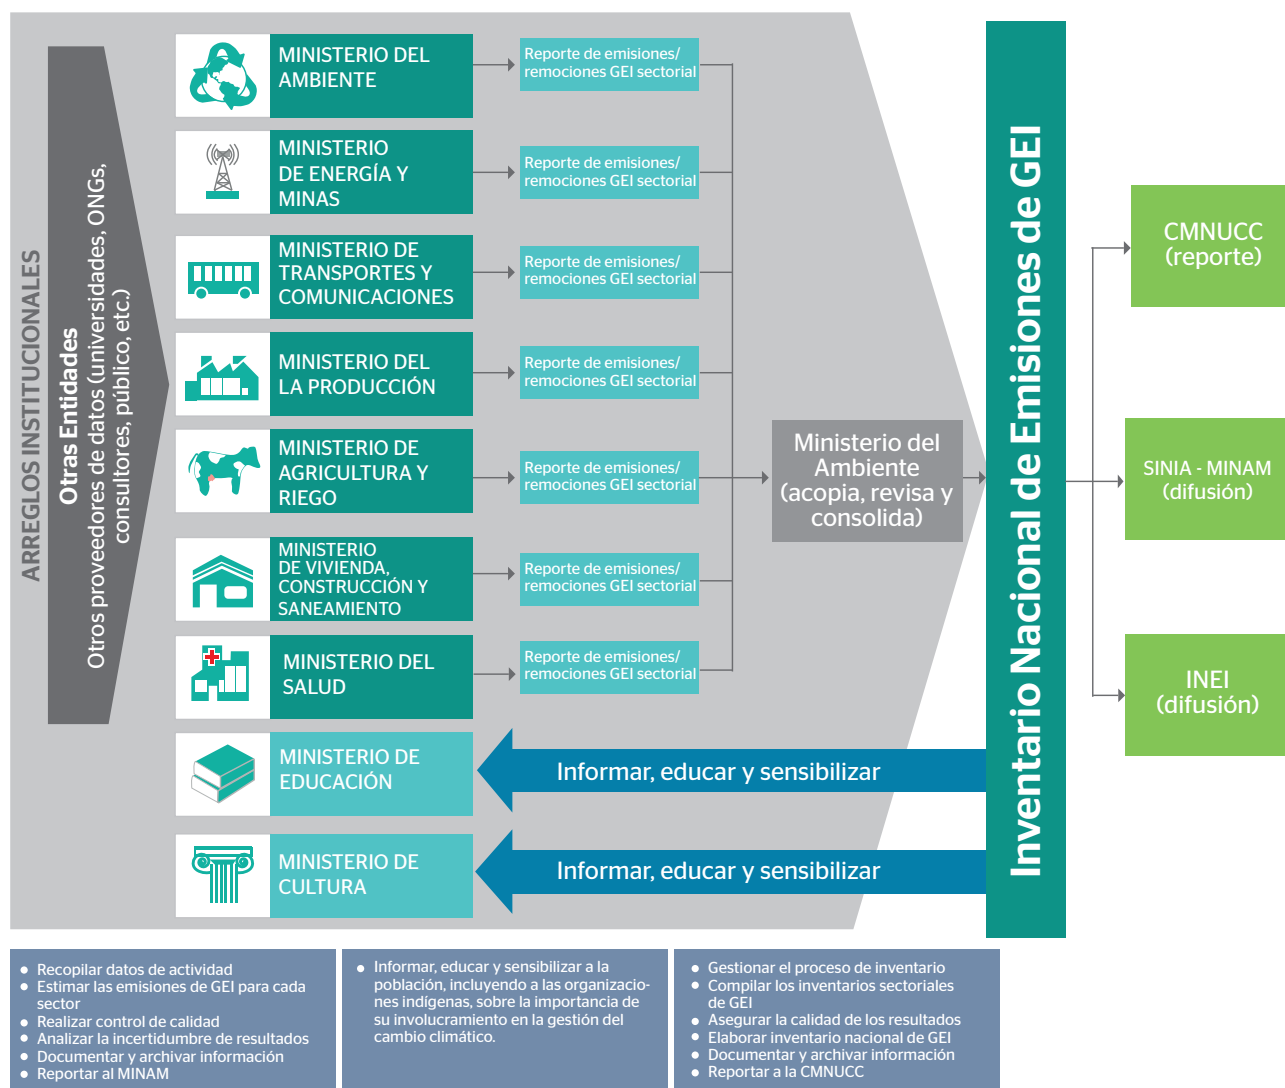 ARREGLOS INSTITUCIONALES
Otras Entidades
Otros proveedores de datos (universidades, ONGs,
consultores, público, etc.)
MINISTERIO DEL
AMBIENTE
Reporte de emisiones/
remociones GEI sectorial
MINISTERIO
DE ENERGÍA Y
MINAS
Reporte de emisiones/
remociones GEI sectorial
MINISTERIO DE
TRANSPORTES Y
COMUNICACIONES
Reporte de emisiones/
remociones GEI sectorial
MINISTERIO DEL
LA PRODUCCIÓN
Reporte de emisiones/
remociones GEI sectorial
MINISTERIO DE
AGRICULTURA Y
RIEGO
Reporte de emisiones/
remociones GEI sectorial
MINISTERIO
DE VIVIENDA,
CONSTRUCCIÓN Y
SANEAMIENTO
Reporte de emisiones/
remociones GEI sectorial
MINISTERIO DEL
SALUD
Reporte de emisiones/
remociones GEI sectorial
MINISTERIO DE
EDUCACIÓN
Informar, educar y sensibilizar
MINISTERIO DE
CULTURA
Informar, educar y sensibilizar
Ministerio del
Ambiente
(acopia, revisa y
consolida)
Inventario Nacional de Emisiones de GEI
CMNUCC
(reporte)
SINIA - MINAM
(difusión)
INEI
(difusión)
● Recopilar datos de actividad
● Estimar las emisiones de GEI para cada
sector
● Realizar control de calidad
● Analizar la incertidumbre de resultados
● Documentar y archivar información
● Reportar al MINAM
● Informar, educar y sensibilizar a la
población, incluyendo a las organizacio-
nes indígenas, sobre la importancia de
su involucramiento en la gestión del
cambio climático.
● Gestionar el proceso de inventario
● Compilar los inventarios sectoriales
de GEI
● Asegurar la calidad de los resultados
● Elaborar inventario nacional de GEI
● Documentar y archivar información
● Reportar a la CMNUCC